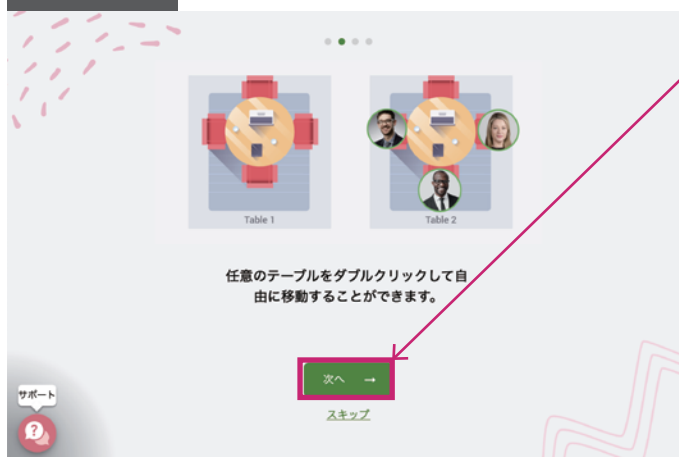 Table 1
Table 2
任意のテーブルをダブルクリックして自
由に移動することができます。
次へ →
スキップ
サポート
?